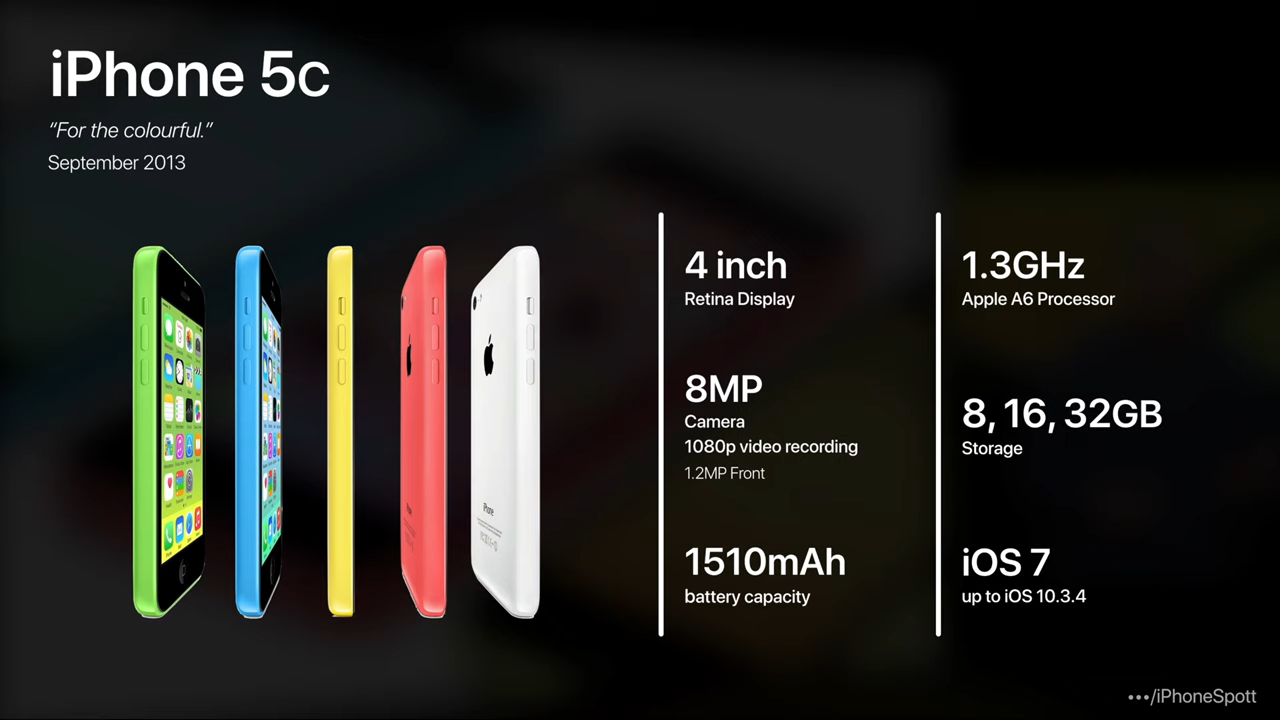 iPhone 5c
“For the colourful.”
September 2013
4 inch
Retina Display
8MP
Camera
1080p video recording
1.2MP Front
1510mAh
battery capacity
1.3GHz
Apple A6 Processor
8, 16, 32GB
Storage
iOS 7
up to iOS 10.3.4
iPhone
•••/iPhoneSpott